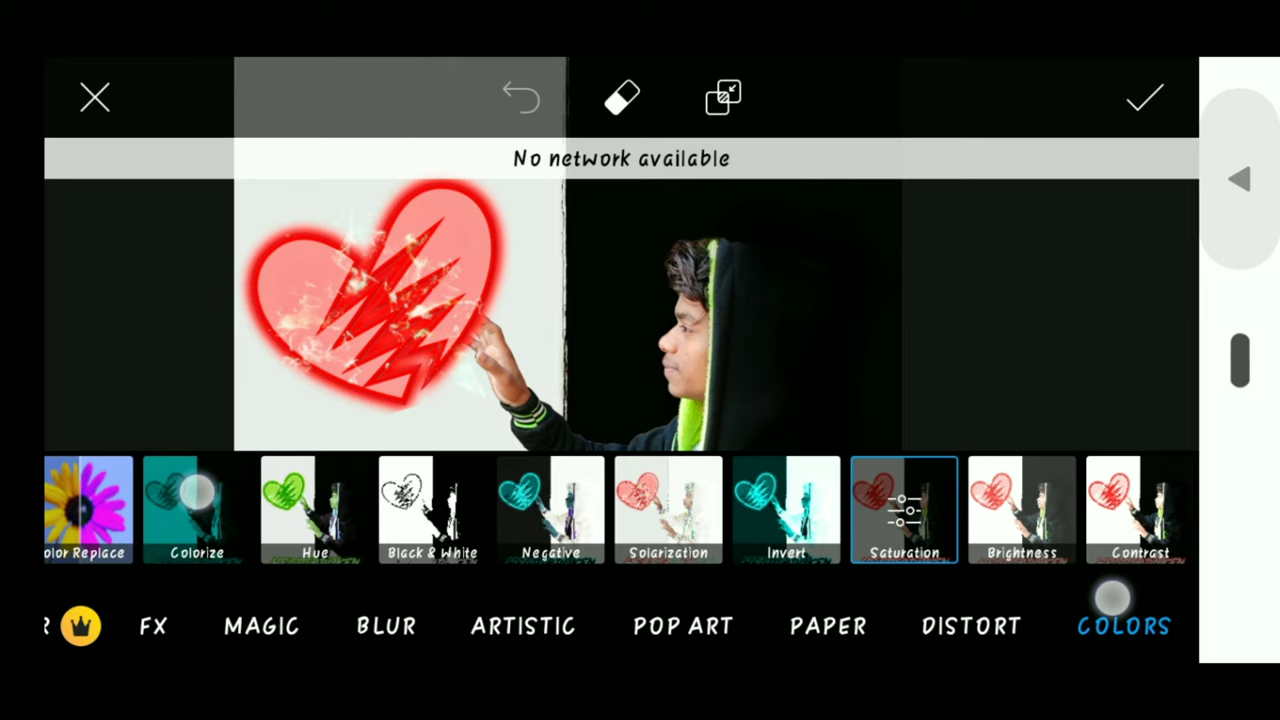 No network available
olor Replace
Colorize
Hue
Black & White
Negative
Solarization
Invert
Saturation
Brightness
Contrast
R
FX
MAGIC
BLUR
ARTISTIC
POP ART
PAPER
DISTORT
COLORS